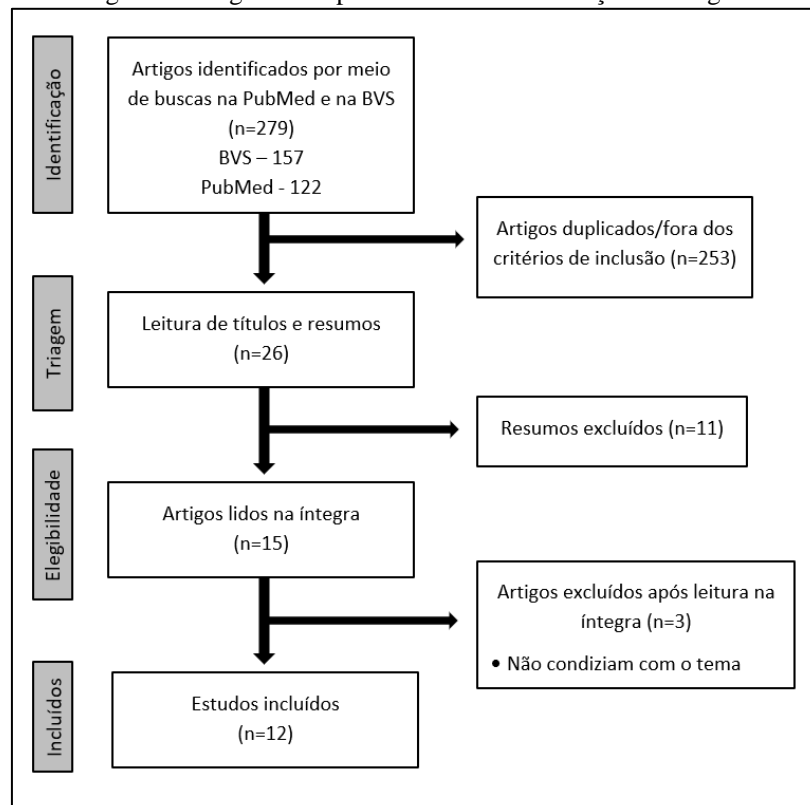 Identificação
Artigos identificados por meio
de buscas na PubMed e na BVS
(n=279)
BVS – 157
PubMed - 122
Artigos duplicados/fora dos
critérios de inclusão (n=253)
Triagem
Leitura de títulos e resumos
(n=26)
Resumos excluídos (n=11)
Elegibilidade
Artigos lidos na íntegra
(n=15)
Artigos excluídos após leitura na
íntegra (n=3)
• Não condiziam com o tema
Incluídos
Estudos incluídos
(n=12)